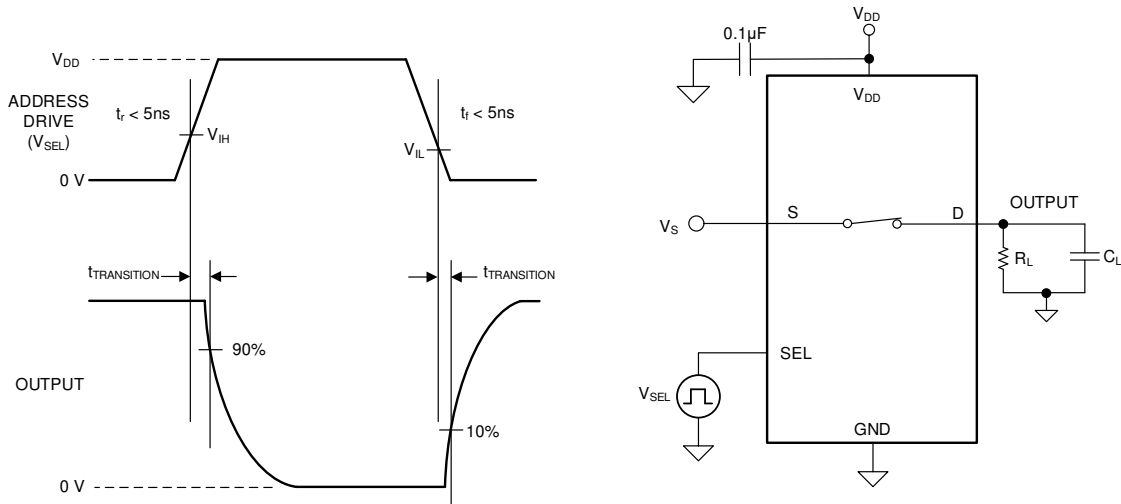 V_DD
ADDRESS
DRIVE
(V_SEL)
t_r < 5ns
t_f < 5ns
V_IH
V_IL
0 V
t_TRANSITION
t_TRANSITION
90%
OUTPUT
10%
0 V
V_DD
0.1µF
V_DD
V_S
S
D
OUTPUT
R_L
C_L
SEL
V_SEL
GND